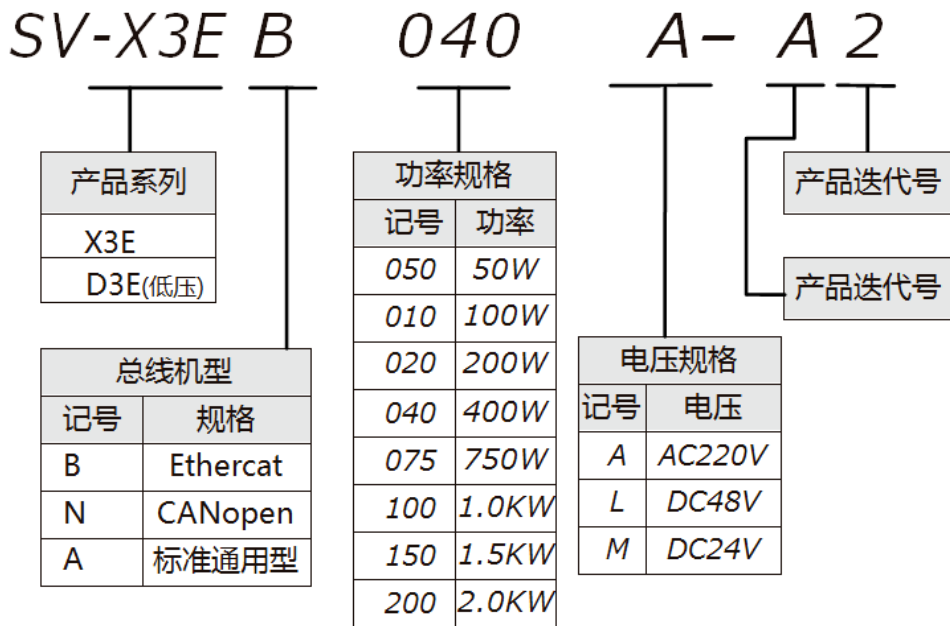 SV-X3E B 040 A- A 2
产品系列
X3E
D3E(低压)
总线机型
记号 规格
B Ethercat
N CANopen
A 标准通用型
功率规格
记号 功率
050 50W
010 100W
020 200W
040 400W
075 750W
100 1.0KW
150 1.5KW
200 2.0KW
电压规格
记号 电压
A AC220V
L DC48V
M DC24V
产品迭代号
产品迭代号